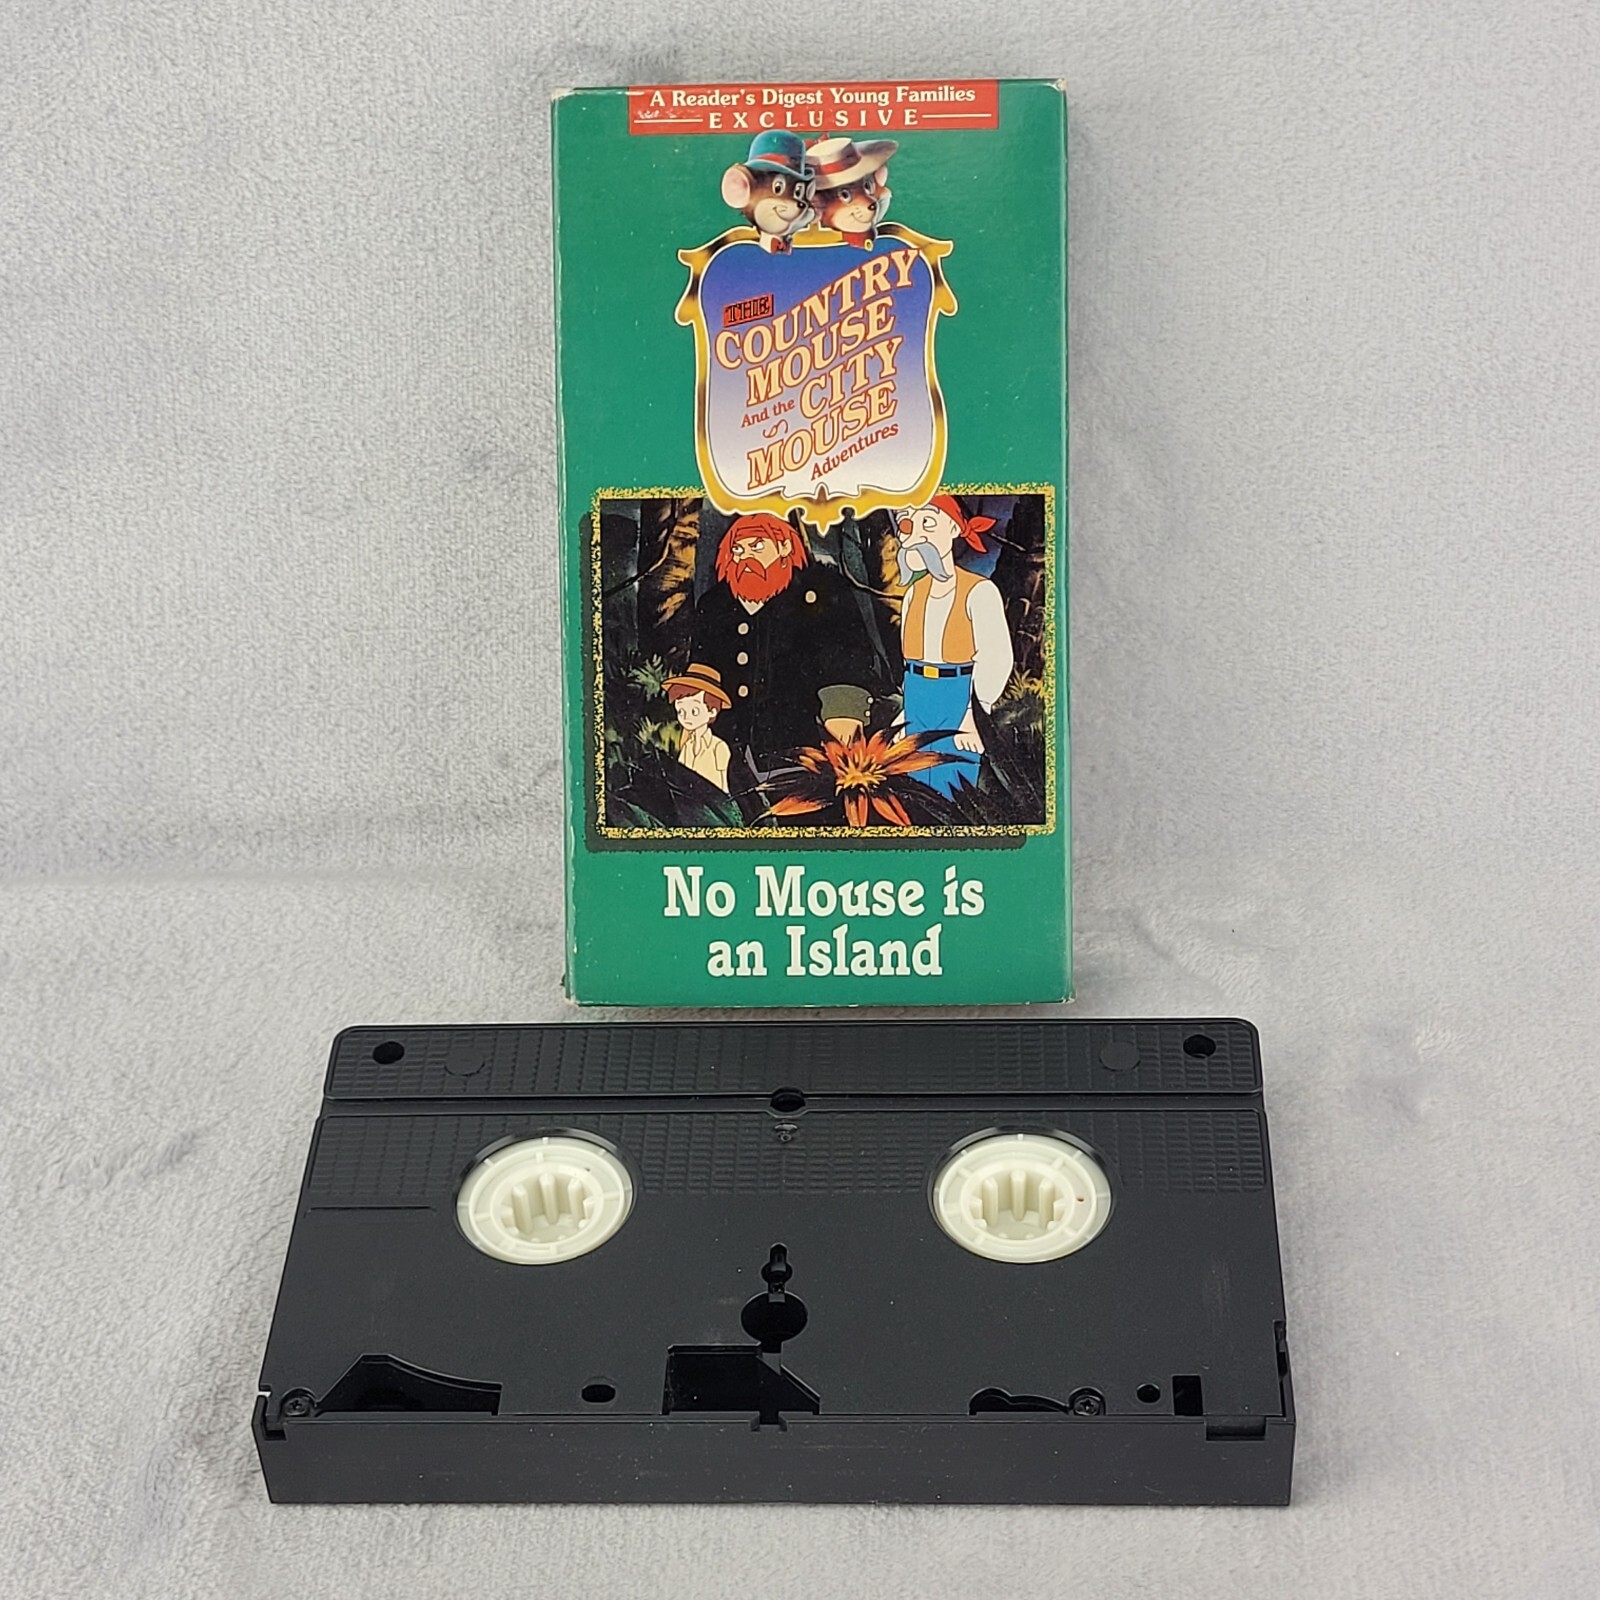 A Reader's Digest Young Families
EXCLUSIVE
THE
COUNTRY
MOUSE
And the CITY
MOUSE
Adventures
No Mouse is
an Island